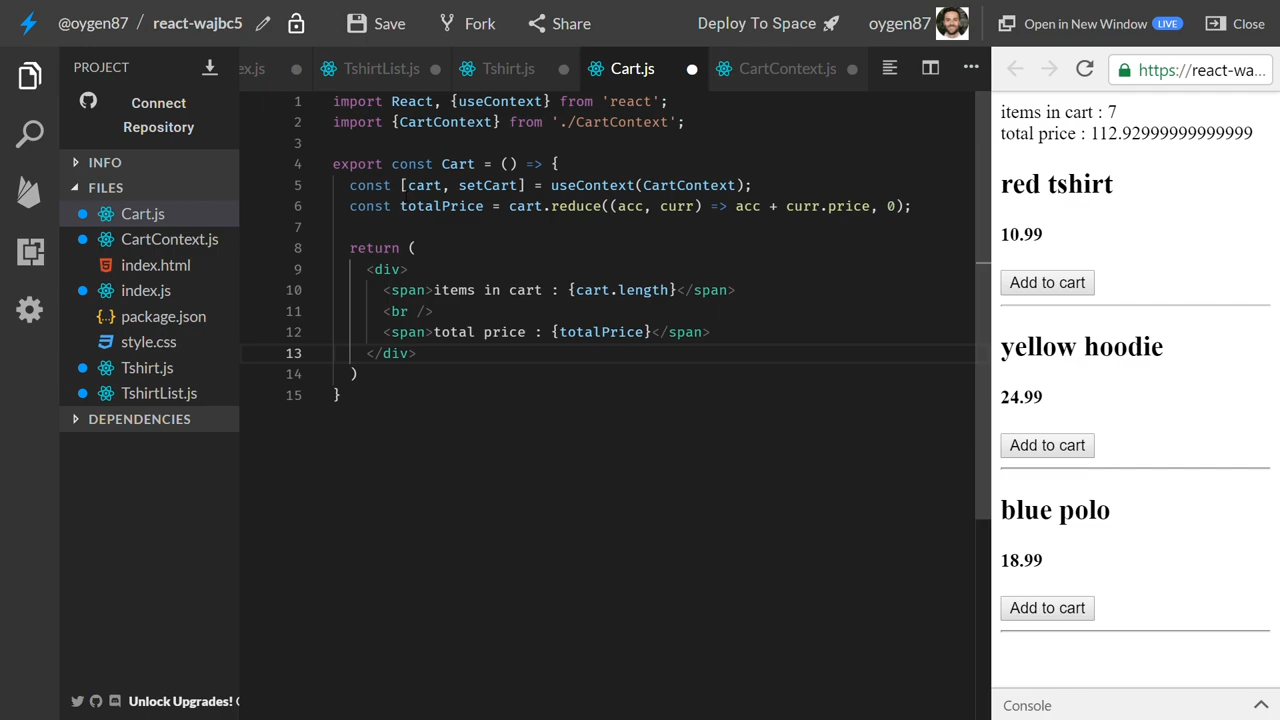 @oygen87 / react-wajbc5 Save Fork Share Deploy To Space oygen87 Open in New Window LIVE Close
PROJECT
Connect
Repository
INFO
FILES
Cart.js
CartContext.js
index.html
index.js
package.json
style.css
Tshirt.js
TshirtList.js
DEPENDENCIES
Unlock Upgrades!
ex.js TshirtList.js Tshirt.js Cart.js CartContext.js
1 import React, {useContext} from 'react';
2 import {CartContext} from './CartContext';
3
4 export const Cart = () => {
5 const [cart, setCart] = useContext(CartContext);
6 const totalPrice = cart.reduce((acc, curr) => acc + curr.price, 0);
7
8 return (
9 <div>
10 <span>items in cart : {cart.length}</span>
11 <br />
12 <span>total price : {totalPrice}</span>
13 </div>
14 )
15 }
https://react-wa...
items in cart : 7
total price : 112.92999999999999
red tshirt
10.99
Add to cart
yellow hoodie
24.99
Add to cart
blue polo
18.99
Add to cart
Console